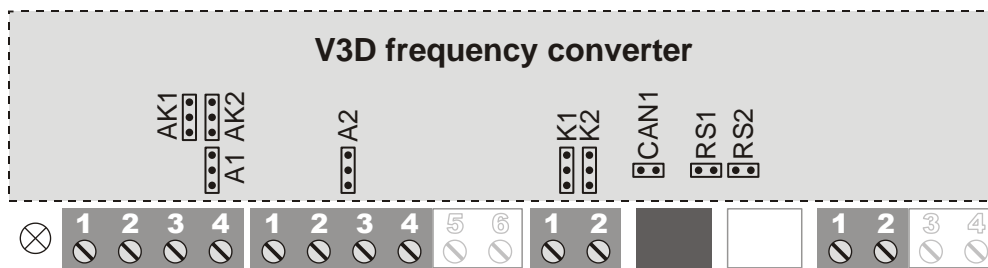 V3D frequency converter
AK1 AK2 A1 A2 K1 K2 CAN1 RS1 RS2
1 2 3 4 1 2 3 4 5 6 1 2 1 2 3 4